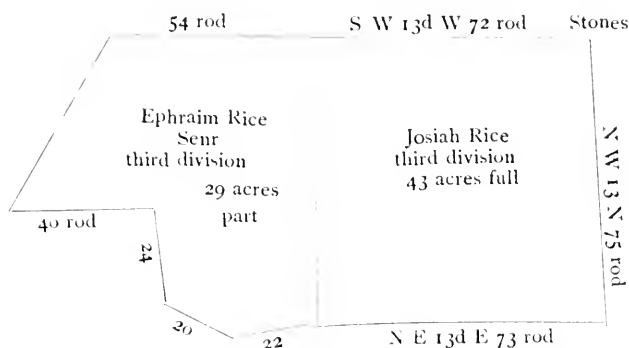 54 rod S W 13d W 72 rod Stones
Ephraim Rice
Senr
third division
29 acres
part
Josiah Rice
third division
43 acres full
N W 13 N 75 rod
40 rod
24
20
22
N E 13d E 73 rod